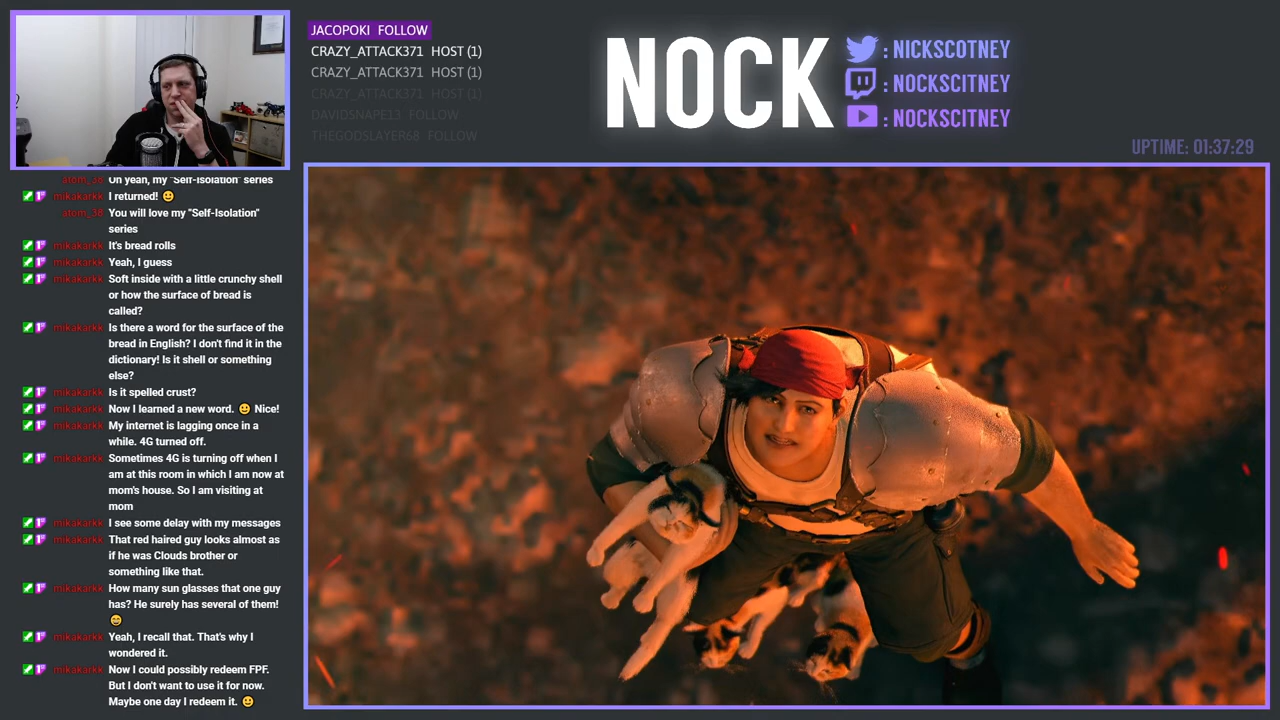 JACOPOKI FOLLOW
CRAZY_ATTACK371 HOST (1)
CRAZY_ATTACK371 HOST (1)
CRAZY_ATTACK371 HOST (1)
DAVIDSNAPE13 FOLLOW
THEGODSLAYER68 FOLLOW
NOCK
: NICKSCOTNEY
: NOCKSCITNEY
: NOCKSCITNEY
UPTIME: 01:37:29
atom_38 Oh yeah, my "Self-Isolation" series
mikakarkk I returned! 😀
atom_38 You will love my "Self-Isolation"
series
mikakarkk It's bread rolls
mikakarkk Yeah, I guess
mikakarkk Soft inside with a little crunchy shell
or how the surface of bread is
called?
mikakarkk Is there a word for the surface of the
bread in English? I don't find it in the
dictionary! Is it shell or something
else?
mikakarkk Is it spelled crust?
mikakarkk Now I learned a new word. 😀 Nice!
mikakarkk My internet is lagging once in a
while. 4G turned off.
mikakarkk Sometimes 4G is turning off when I
am at this room in which I am now at
mom's house. So I am visiting at
mom
mikakarkk I see some delay with my messages
mikakarkk That red haired guy looks almost as
if he was Clouds brother or
something like that.
mikakarkk How many sun glasses that one guy
has? He surely has several of them!
😄
mikakarkk Yeah, I recall that. That's why I
wondered it.
mikakarkk Now I could possibly redeem FPF.
But I don't want to use it for now.
Maybe one day I redeem it. 😀